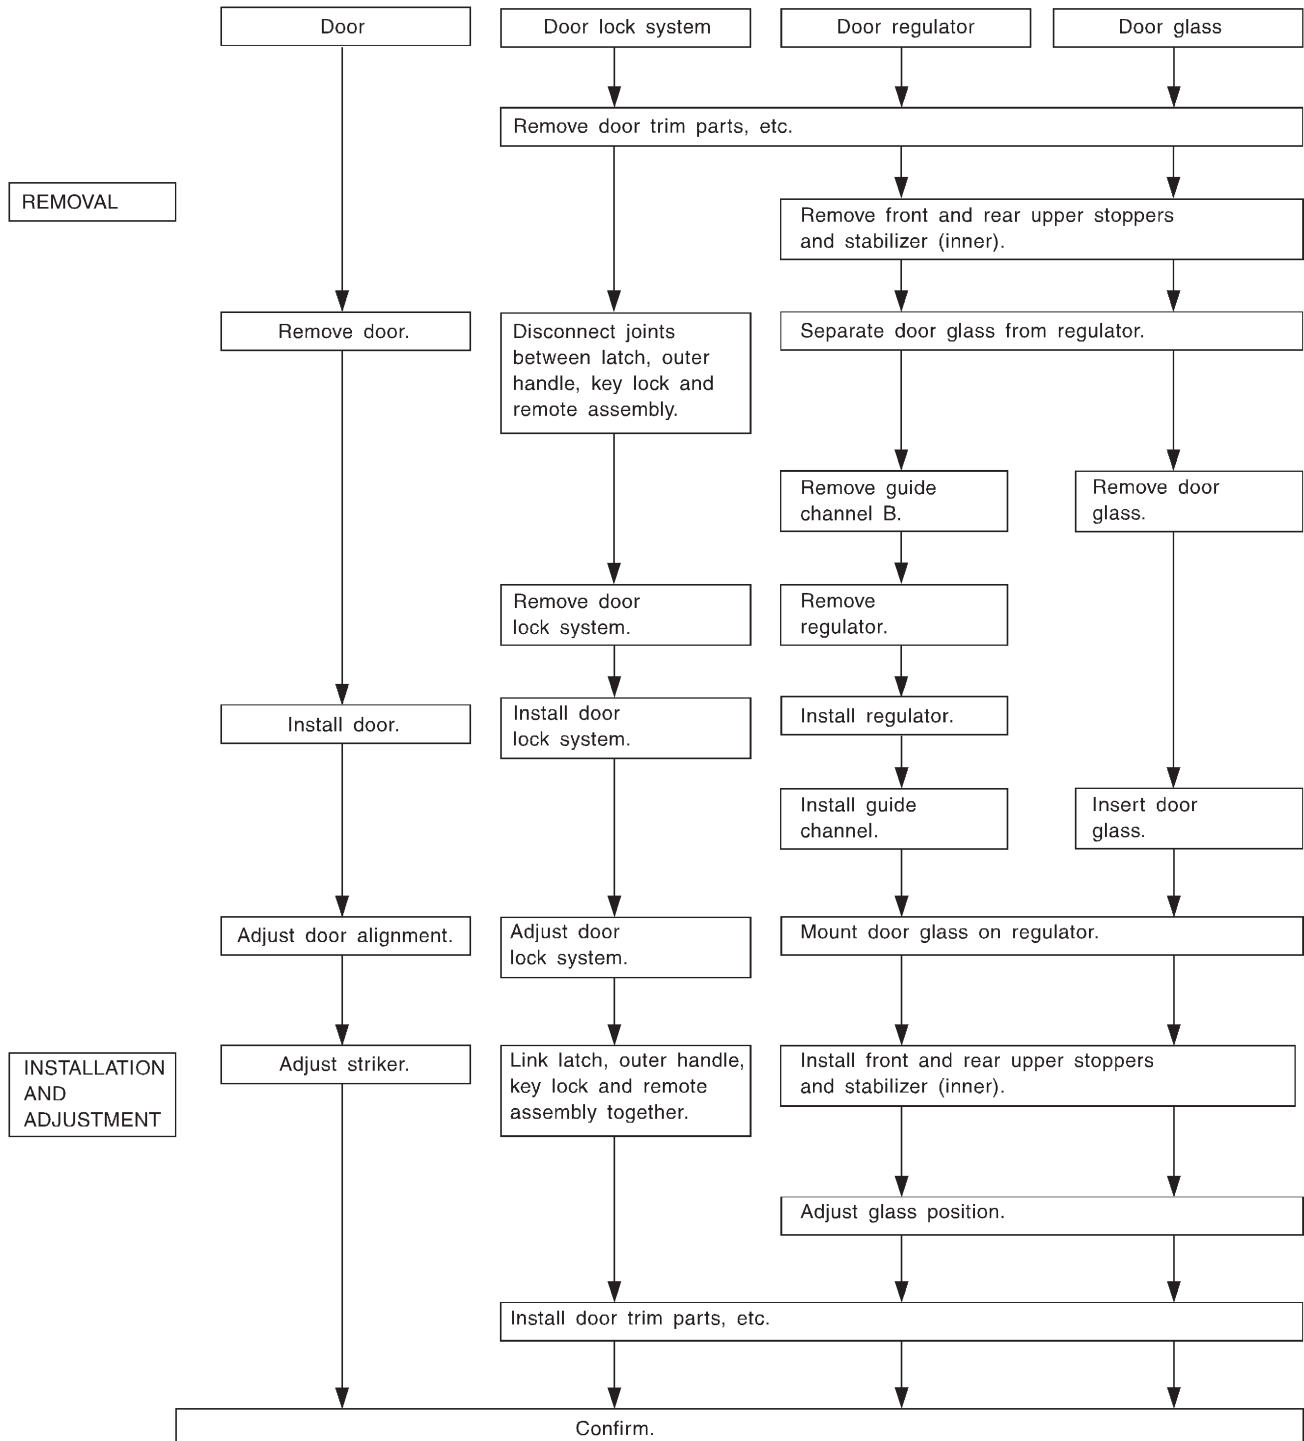 Door
Door lock system
Door regulator
Door glass
Remove door trim parts, etc.
REMOVAL
Remove front and rear upper stoppers
and stabilizer (inner).
Remove door.
Disconnect joints
between latch, outer
handle, key lock and
remote assembly.
Separate door glass from regulator.
Remove guide
channel B.
Remove door
glass.
Remove door
lock system.
Remove
regulator.
Install door.
Install door
lock system.
Install regulator.
Install guide
channel.
Insert door
glass.
Adjust door alignment.
Adjust door
lock system.
Mount door glass on regulator.
INSTALLATION
AND
ADJUSTMENT
Adjust striker.
Link latch, outer handle,
key lock and remote
assembly together.
Install front and rear upper stoppers
and stabilizer (inner).
Adjust glass position.
Install door trim parts, etc.
Confirm.